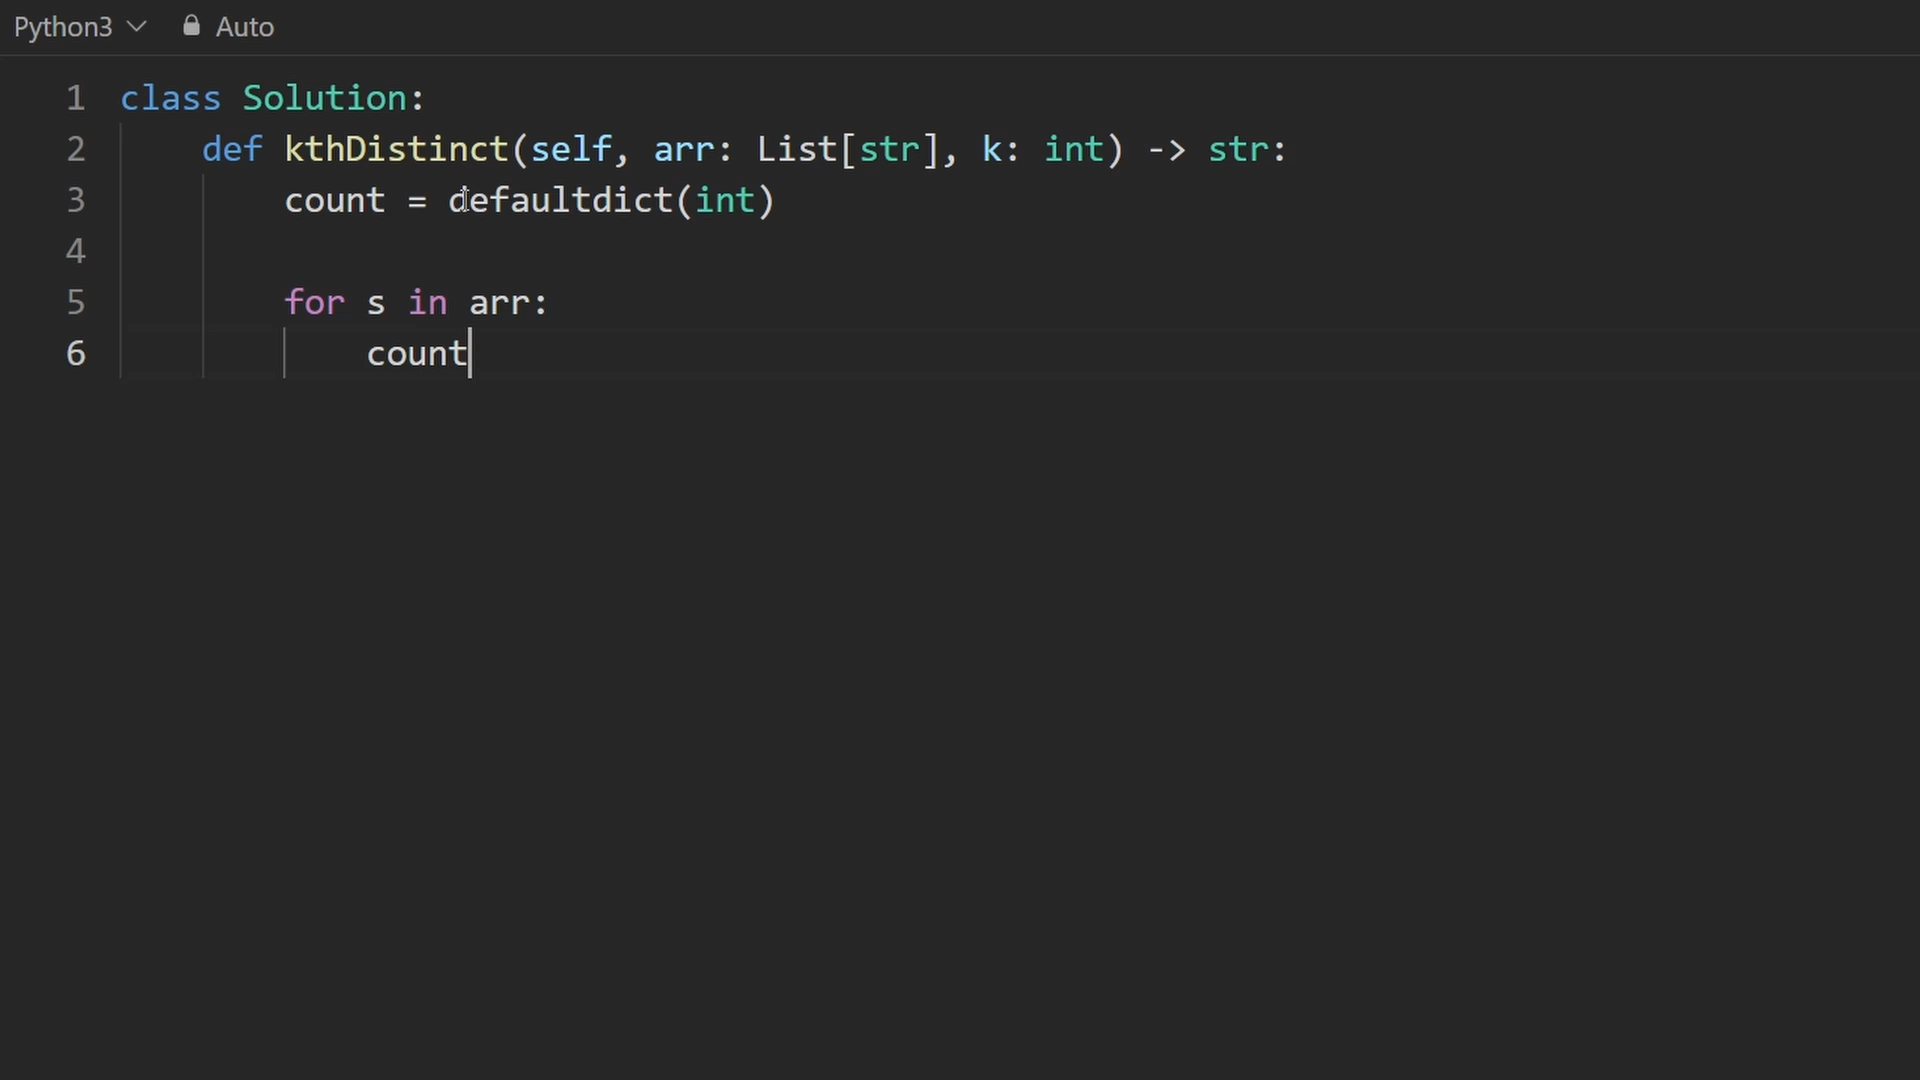 Python3 Auto
1 class Solution:
2 def kthDistinct(self, arr: List[str], k: int) -> str:
3 count = defaultdict(int)
4
5 for s in arr:
6 count